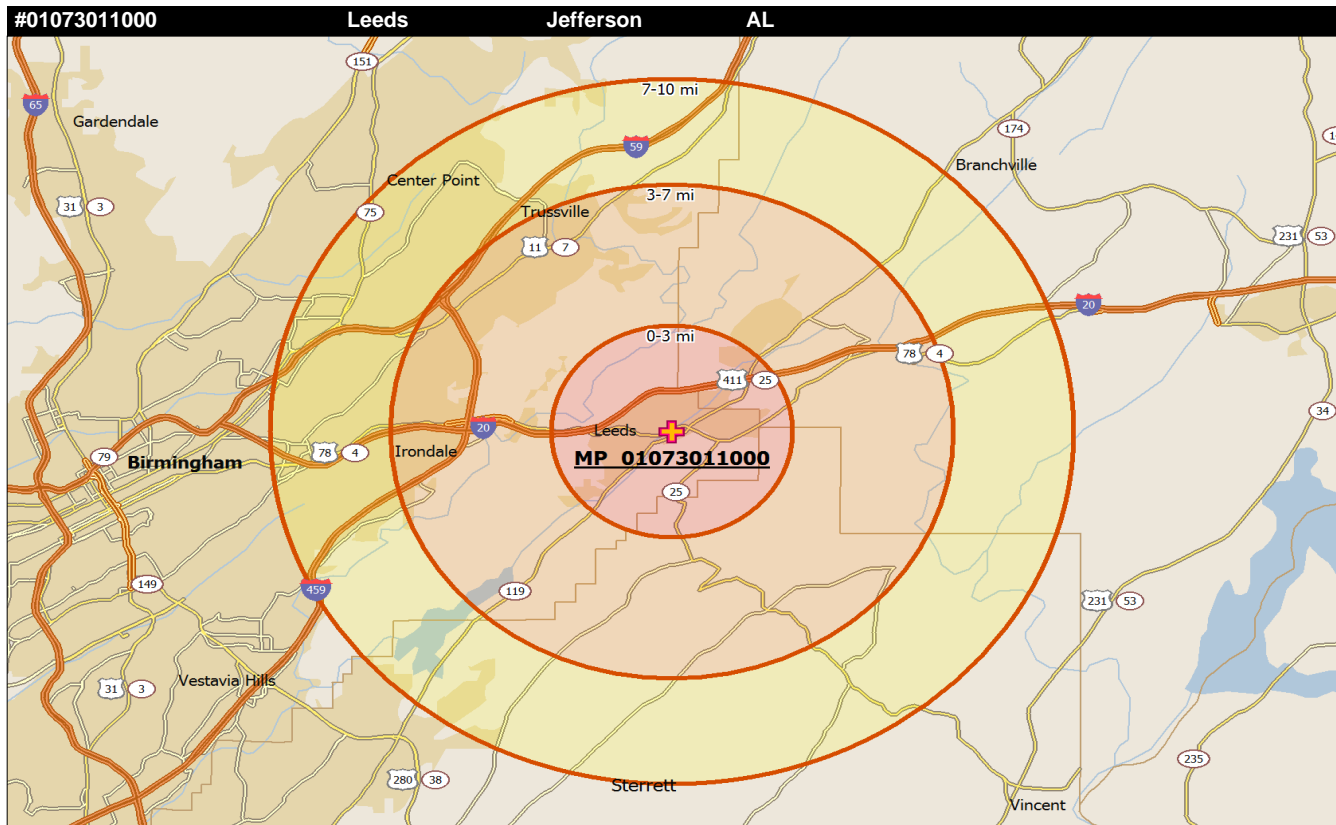 #01073011000 Leeds Jefferson AL
151
7-10 mi
65
Gardendale
174
59
Branchville
Center Point
3-7 mi
31 3
75
Trussville
231 53
11 7
20
0-3 mi
78 4
411 25
34
20
Leeds
78 4
Irondale
79
Birmingham
MP 01073011000
25
149
459
119
231 53
Vestavia Hills
31 3
235
280 38
Sterrett
Vincent